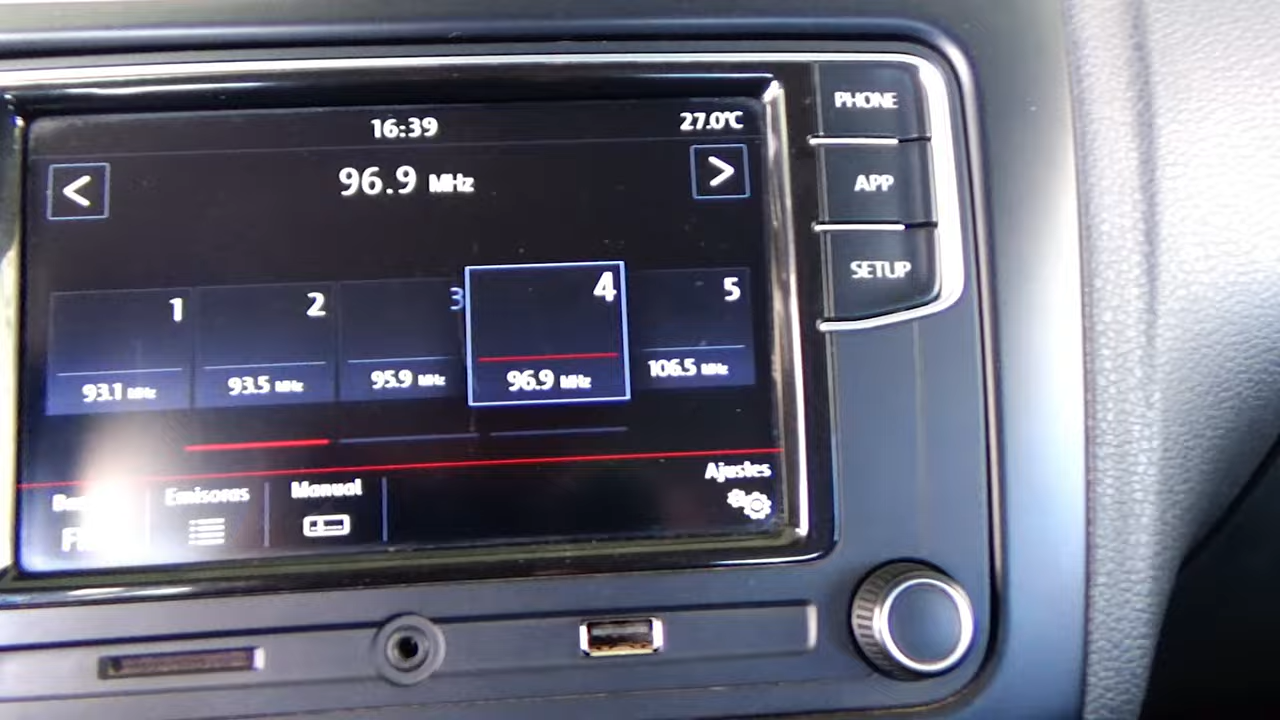 16:39
27.0°C
<
96.9 MHz
>
1
2
3
4
5
93.1 MHz
93.5 MHz
95.9 MHz
96.9 MHz
106.5 MHz
Emisoras
Manual
Ajustes
PHONE
APP
SETUP